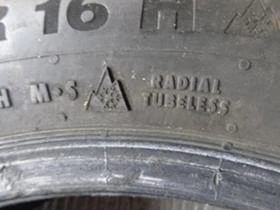 R 16 H
H M•S RADIAL
TUBELESS